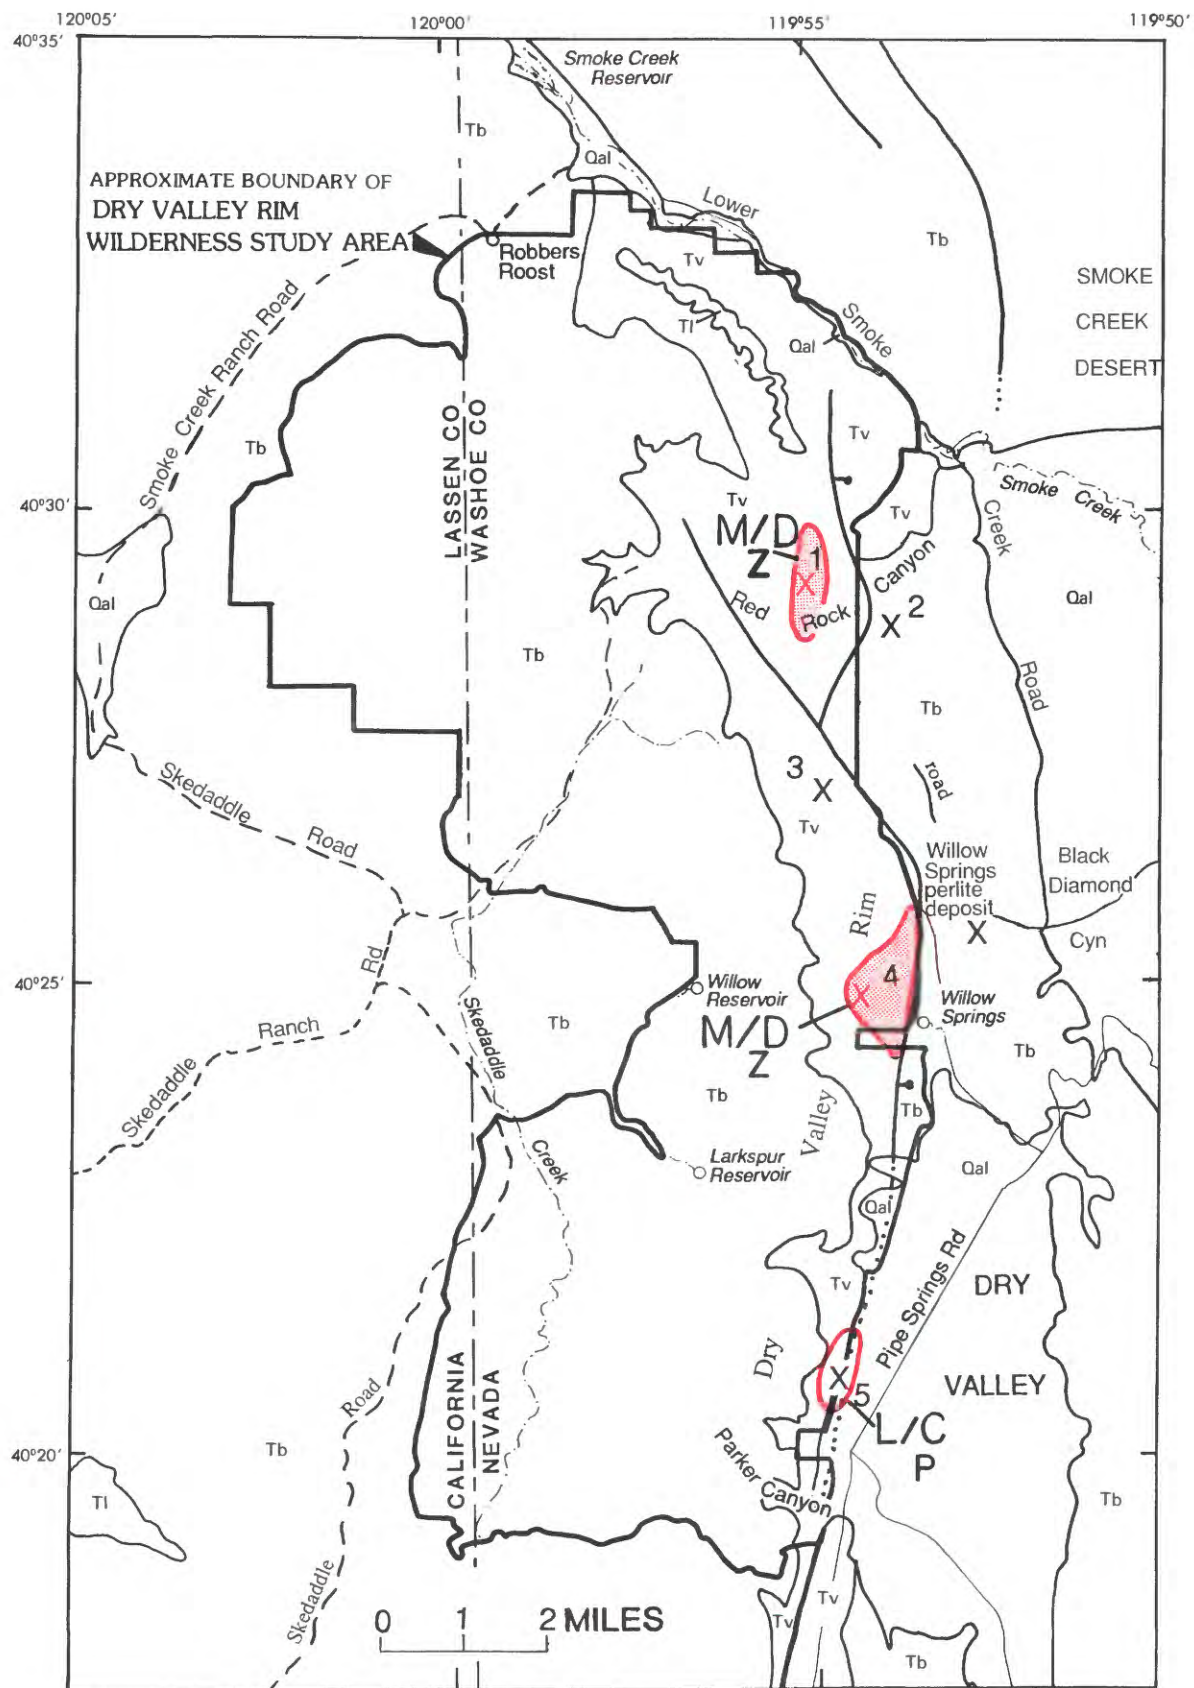 120°05'
120°00'
119°55'
119°50'
40°35'
Smoke Creek
Reservoir
Tb
Qal
APPROXIMATE BOUNDARY OF
DRY VALLEY RIM
WILDERNESS STUDY AREA
Robbers
Roost
Lower
Tv
Tb
SMOKE
CREEK
DESERT
Tl
Qal
Smoke
Smoke Creek Ranch Road
Tb
LASSEN CO
WASHOE CO
Tv
Tv
Tv
Smoke Creek
Creek
Road
40°30'
M/D
Z
1
X
Canyon
Qal
Red
Rock
X 2
Qal
Tb
Tb
road
3
X
Tv
Skedaddle
Road
Willow
Springs
perlite
deposit
X
Black
Diamond
Cyn
Rim
40°25'
4
X
Rd
Ranch
Skedaddle
Skedaddle
Creek
Willow
Reservoir
Willow
Springs
M/D
Z
Tb
Tb
Tb
Tb
Valley
Larkspur
Reservoir
Qal
Qal
Pipe Springs Rd
DRY
VALLEY
Tv
Dry
X
5
L/C
P
CALIFORNIA
NEVADA
Road
Skedaddle
40°20'
Tb
Tl
Parker
Canyon
Tb
0 1 2 MILES
Tv
Tv
Tb